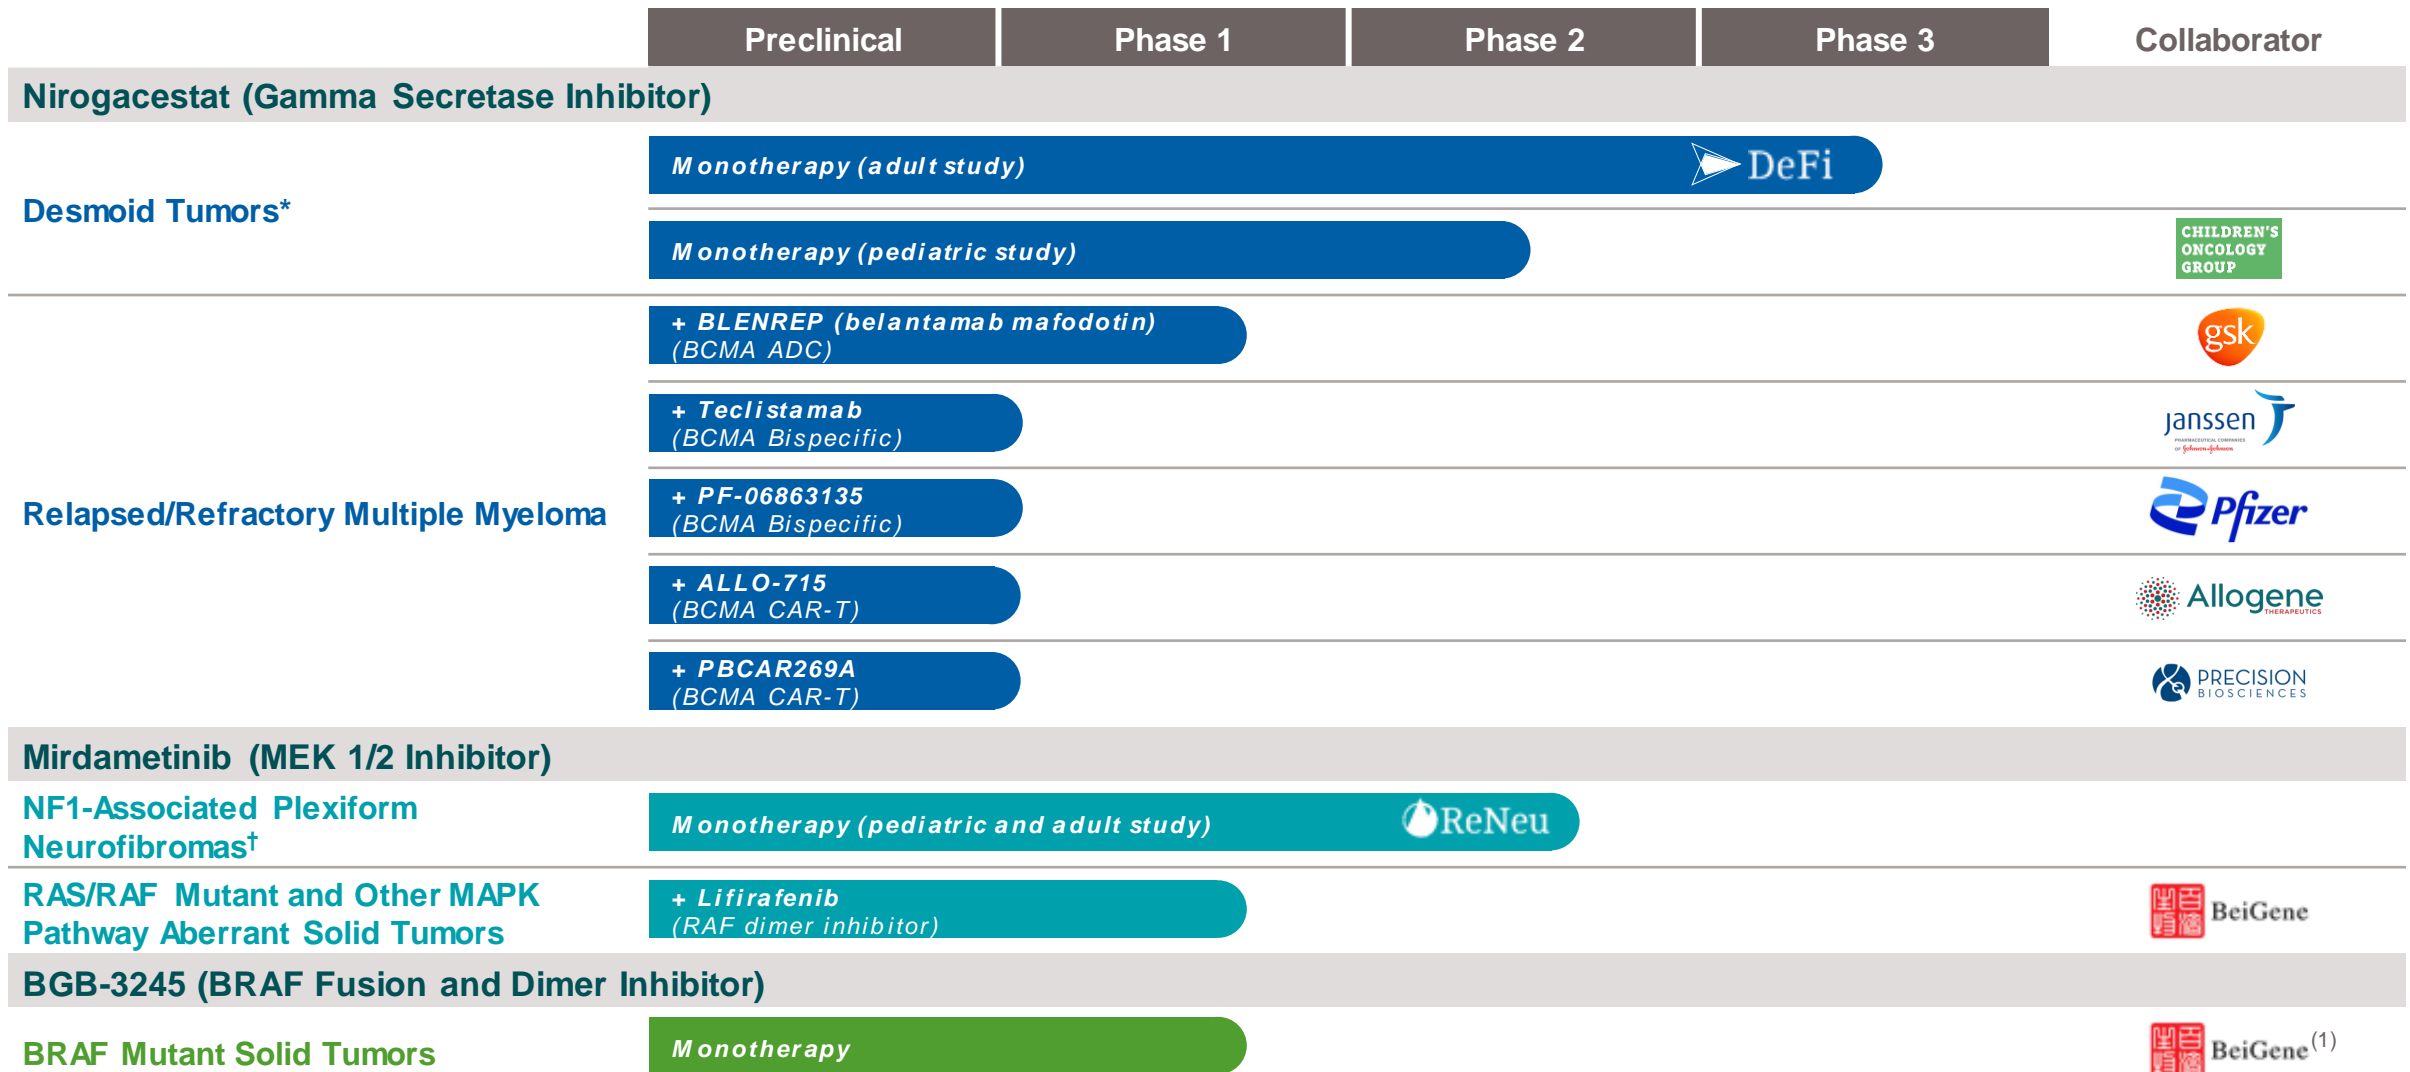 Preclinical Phase 1 Phase 2 Phase 3 Collaborator
Nirogacestat (Gamma Secretase Inhibitor)
Desmoid Tumors*
Monotherapy (adult study)
DeFi
Monotherapy (pediatric study)
CHILDREN'S
ONCOLOGY
GROUP
Relapsed/Refractory Multiple Myeloma
+ BLENREP (belantamab mafodotin)
(BCMA ADC)
gsk
+ Teclistamab
(BCMA Bispecific)
janssen
PHARMACEUTICAL COMPANIES
OF Johnson & Johnson
+ PF-06863135
(BCMA Bispecific)
Pfizer
+ ALLO-715
(BCMA CAR-T)
Allogene
THERAPEUTICS
+ PBCAR269A
(BCMA CAR-T)
PRECISION
BIOSCIENCES
Mirdametinib (MEK 1/2 Inhibitor)
NF1-Associated Plexiform
Neurofibromas†
Monotherapy (pediatric and adult study)
ReNeu
RAS/RAF Mutant and Other MAPK
Pathway Aberrant Solid Tumors
+ Lifirafenib
(RAF dimer inhibitor)
BeiGene
BGB-3245 (BRAF Fusion and Dimer Inhibitor)
BRAF Mutant Solid Tumors
Monotherapy
BeiGene(1)